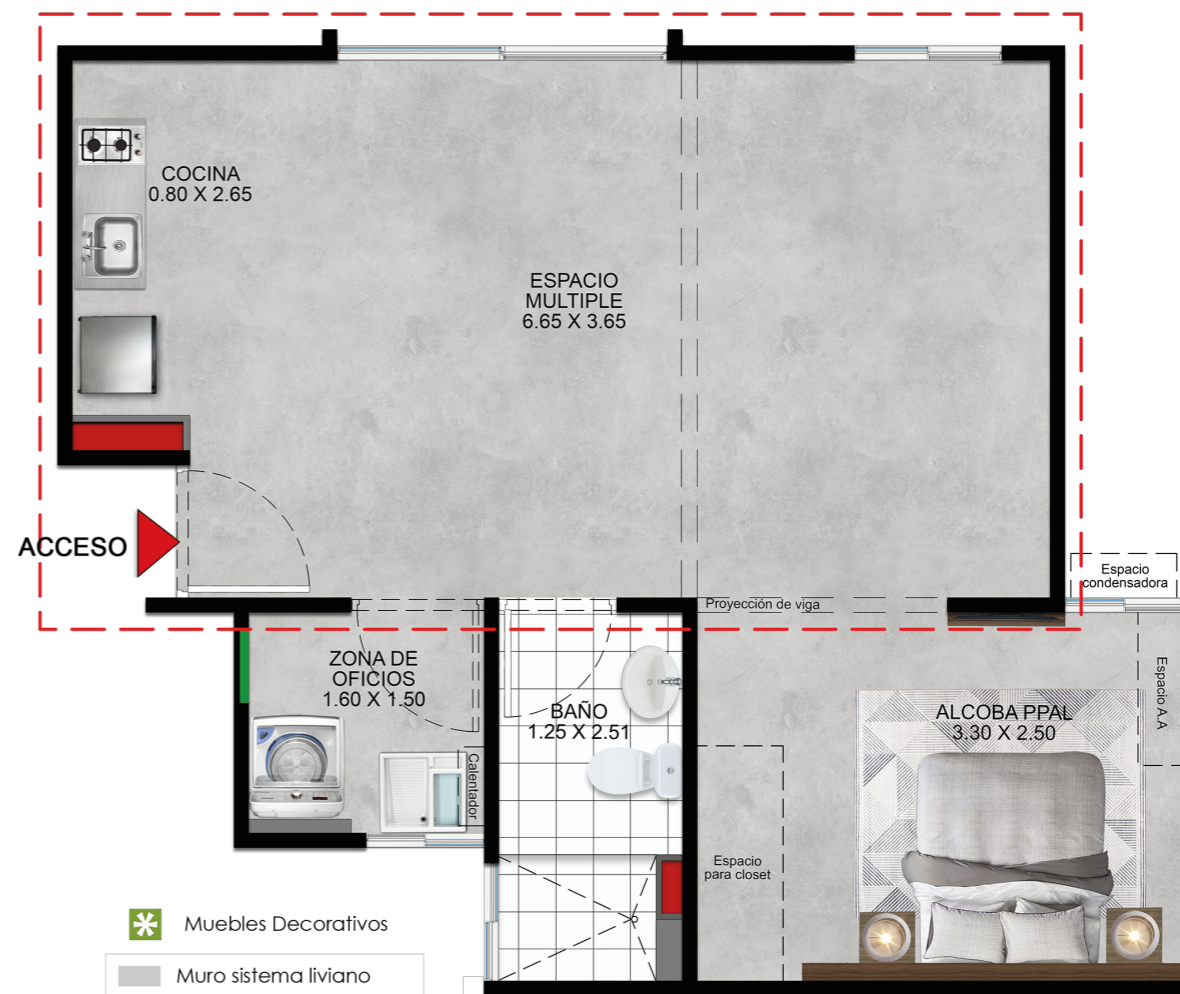 COCINA
0.80 X 2.65
ESPACIO
MULTIPLE
6.65 X 3.65
ACCESO
Espacio
condensadora
Proyección de viga
ZONA DE
OFICIOS
1.60 X 1.50
BAÑO
1.25 X 2.51
ALCOBA PPAL
3.30 X 2.50
Espacio A.A
Calentador
Espacio
para closet
Muebles Decorativos
Muro sistema liviano